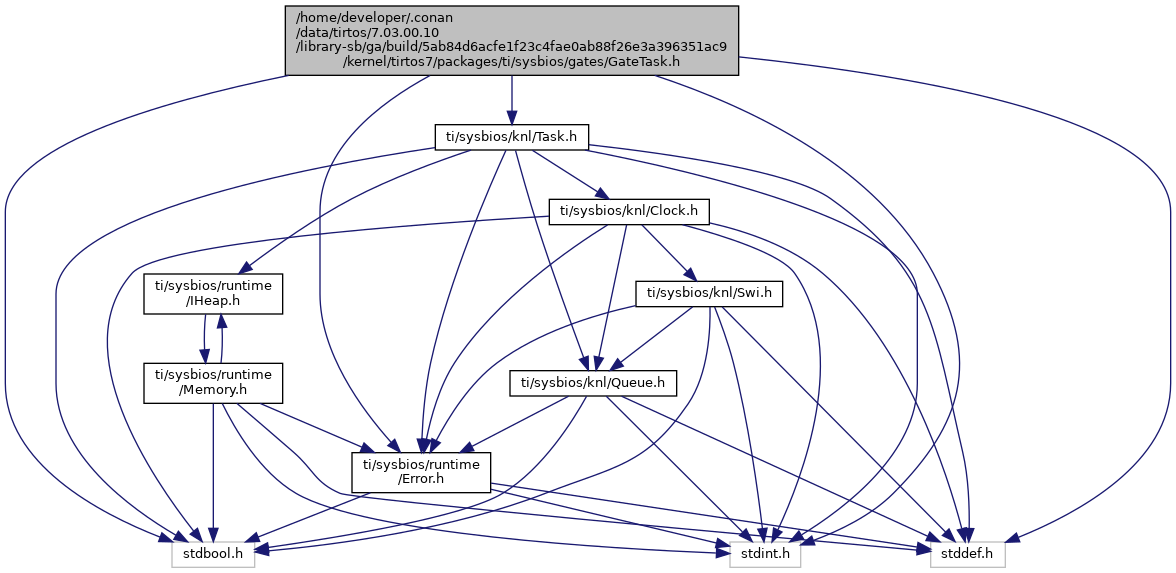 /home/developer/.conan
/data/tirtos/7.03.00.10
/library-sb/ga/build/5ab84d6acfe1f23c4fae0ab88f26e3a396351ac9
/kernel/tirtos7/packages/ti/sysbios/gates/GateTask.h
ti/sysbios/knl/Task.h
ti/sysbios/knl/Clock.h
ti/sysbios/runtime
/IHeap.h
ti/sysbios/knl/Swi.h
ti/sysbios/runtime
/Memory.h
ti/sysbios/knl/Queue.h
ti/sysbios/runtime
/Error.h
stdbool.h
stdint.h
stddef.h